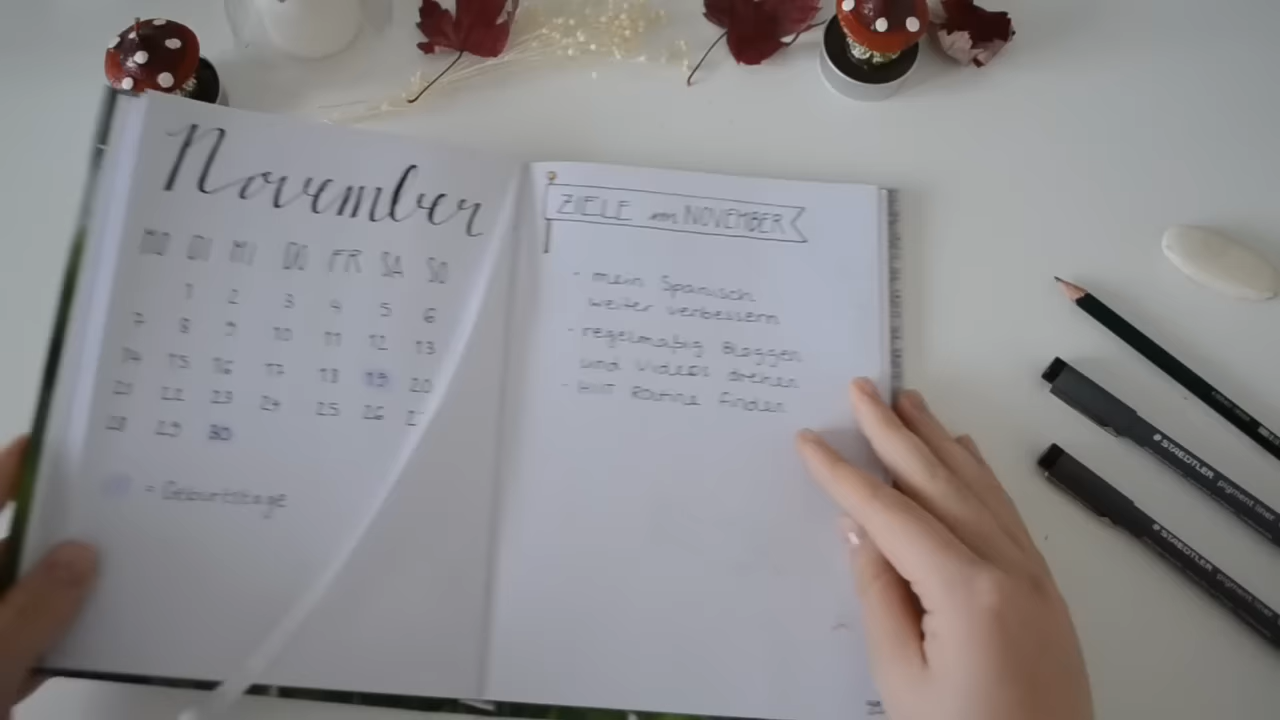 November
MO DI MI DO FR SA SO
1 2 3 4 5 6
7 8 9 10 11 12 13
14 15 16 17 18 19 20
21 22 23 24 25 26 2
28 29 30
= Geburtstage
ZIELE im NOVEMBER
- mein Spanisch
weiter verbessern
- regelmäßig Bloggen
und Videos drehen
- HIIT Routine finden
STAEDTLER pigment liner
STAEDTLER pigment liner